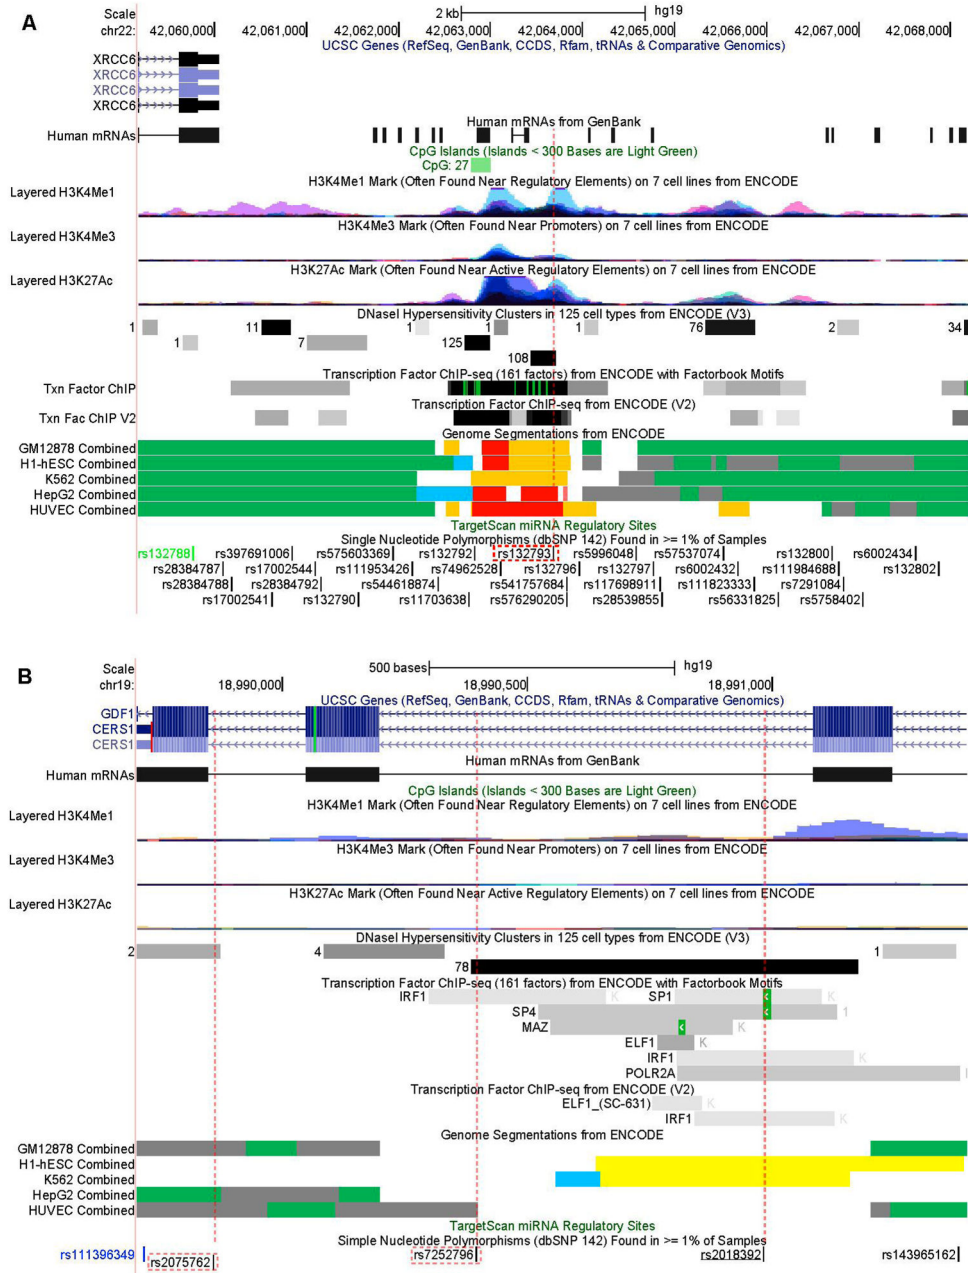 A
Scale 2 kb hg19
chr22: 42,060,000 42,061,000 42,062,000 42,063,000 42,064,000 42,065,000 42,066,000 42,067,000 42,068,000
UCSC Genes (RefSeq, GenBank, CCDS, Rfam, tRNAs & Comparative Genomics)
XRCC6
XRCC6
XRCC6
XRCC6
Human mRNAs from GenBank
Human mRNAs
CpG Islands (Islands < 300 Bases are Light Green)
CpG: 27
H3K4Me1 Mark (Often Found Near Regulatory Elements) on 7 cell lines from ENCODE
Layered H3K4Me1
H3K4Me3 Mark (Often Found Near Promoters) on 7 cell lines from ENCODE
Layered H3K4Me3
H3K27Ac Mark (Often Found Near Active Regulatory Elements) on 7 cell lines from ENCODE
Layered H3K27Ac
DNaseI Hypersensitivity Clusters in 125 cell types from ENCODE (V3)
1 11 1 1 1 76 2 34
1 7 125
108
Transcription Factor ChIP-seq (161 factors) from ENCODE with Factorbook Motifs
Txn Factor ChIP
Transcription Factor ChIP-seq from ENCODE (V2)
Txn Fac ChIP V2
Genome Segmentations from ENCODE
GM12878 Combined
H1-hESC Combined
K562 Combined
HepG2 Combined
HUVEC Combined
TargetScan miRNA Regulatory Sites
Single Nucleotide Polymorphisms (dbSNP 142) Found in >= 1% of Samples
rs132788 rs397691006 rs575603369 rs132792 rs132793 rs5996048 rs57537074 rs132800 rs6002434
rs28384787 rs17002544 rs111953426 rs74962528 rs132796 rs132797 rs6002432 rs111984688 rs132802
rs28384788 rs28384792 rs544618874 rs541757684 rs117698911 rs111823333 rs7291084
rs17002541 rs132790 rs11703638 rs576290205 rs28539855 rs56331825 rs5758402
B
Scale 500 bases hg19
chr19: 18,990,000 18,990,500 18,991,000
UCSC Genes (RefSeq, GenBank, CCDS, Rfam, tRNAs & Comparative Genomics)
GDF1
CERS1
CERS1
Human mRNAs from GenBank
Human mRNAs
CpG Islands (Islands < 300 Bases are Light Green)
H3K4Me1 Mark (Often Found Near Regulatory Elements) on 7 cell lines from ENCODE
Layered H3K4Me1
H3K4Me3 Mark (Often Found Near Promoters) on 7 cell lines from ENCODE
Layered H3K4Me3
H3K27Ac Mark (Often Found Near Active Regulatory Elements) on 7 cell lines from ENCODE
Layered H3K27Ac
DNaseI Hypersensitivity Clusters in 125 cell types from ENCODE (V3)
2 4 1
78
Transcription Factor ChIP-seq (161 factors) from ENCODE with Factorbook Motifs
IRF1 K SP1 K
SP4 1
MAZ K
ELF1 K
IRF1 K
POLR2A
Transcription Factor ChIP-seq from ENCODE (V2)
ELF1_(SC-631) K
IRF1 K
Genome Segmentations from ENCODE
GM12878 Combined
H1-hESC Combined
K562 Combined
HepG2 Combined
HUVEC Combined
TargetScan miRNA Regulatory Sites
Simple Nucleotide Polymorphisms (dbSNP 142) Found in >= 1% of Samples
rs111396349 rs2075762 rs7252796 rs2018392 rs143965162